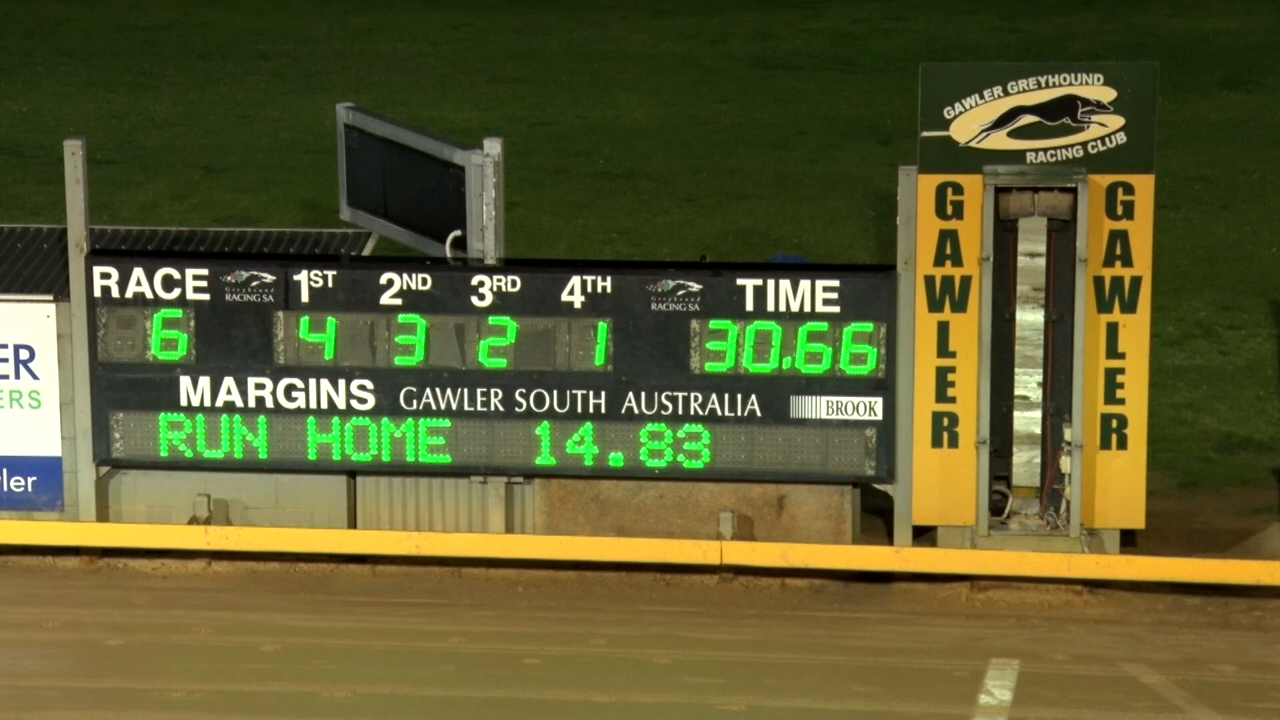 GAWLER GREYHOUND
RACING CLUB
GAWLER
GAWLER
RACE 1ST 2ND 3RD 4TH TIME
Greyhound
RACING SA
Greyhound
RACING SA
6 4 3 2 1 30.66
MARGINS GAWLER SOUTH AUSTRALIA BROOK
RUN HOME 14.83
ER
ERS
ler